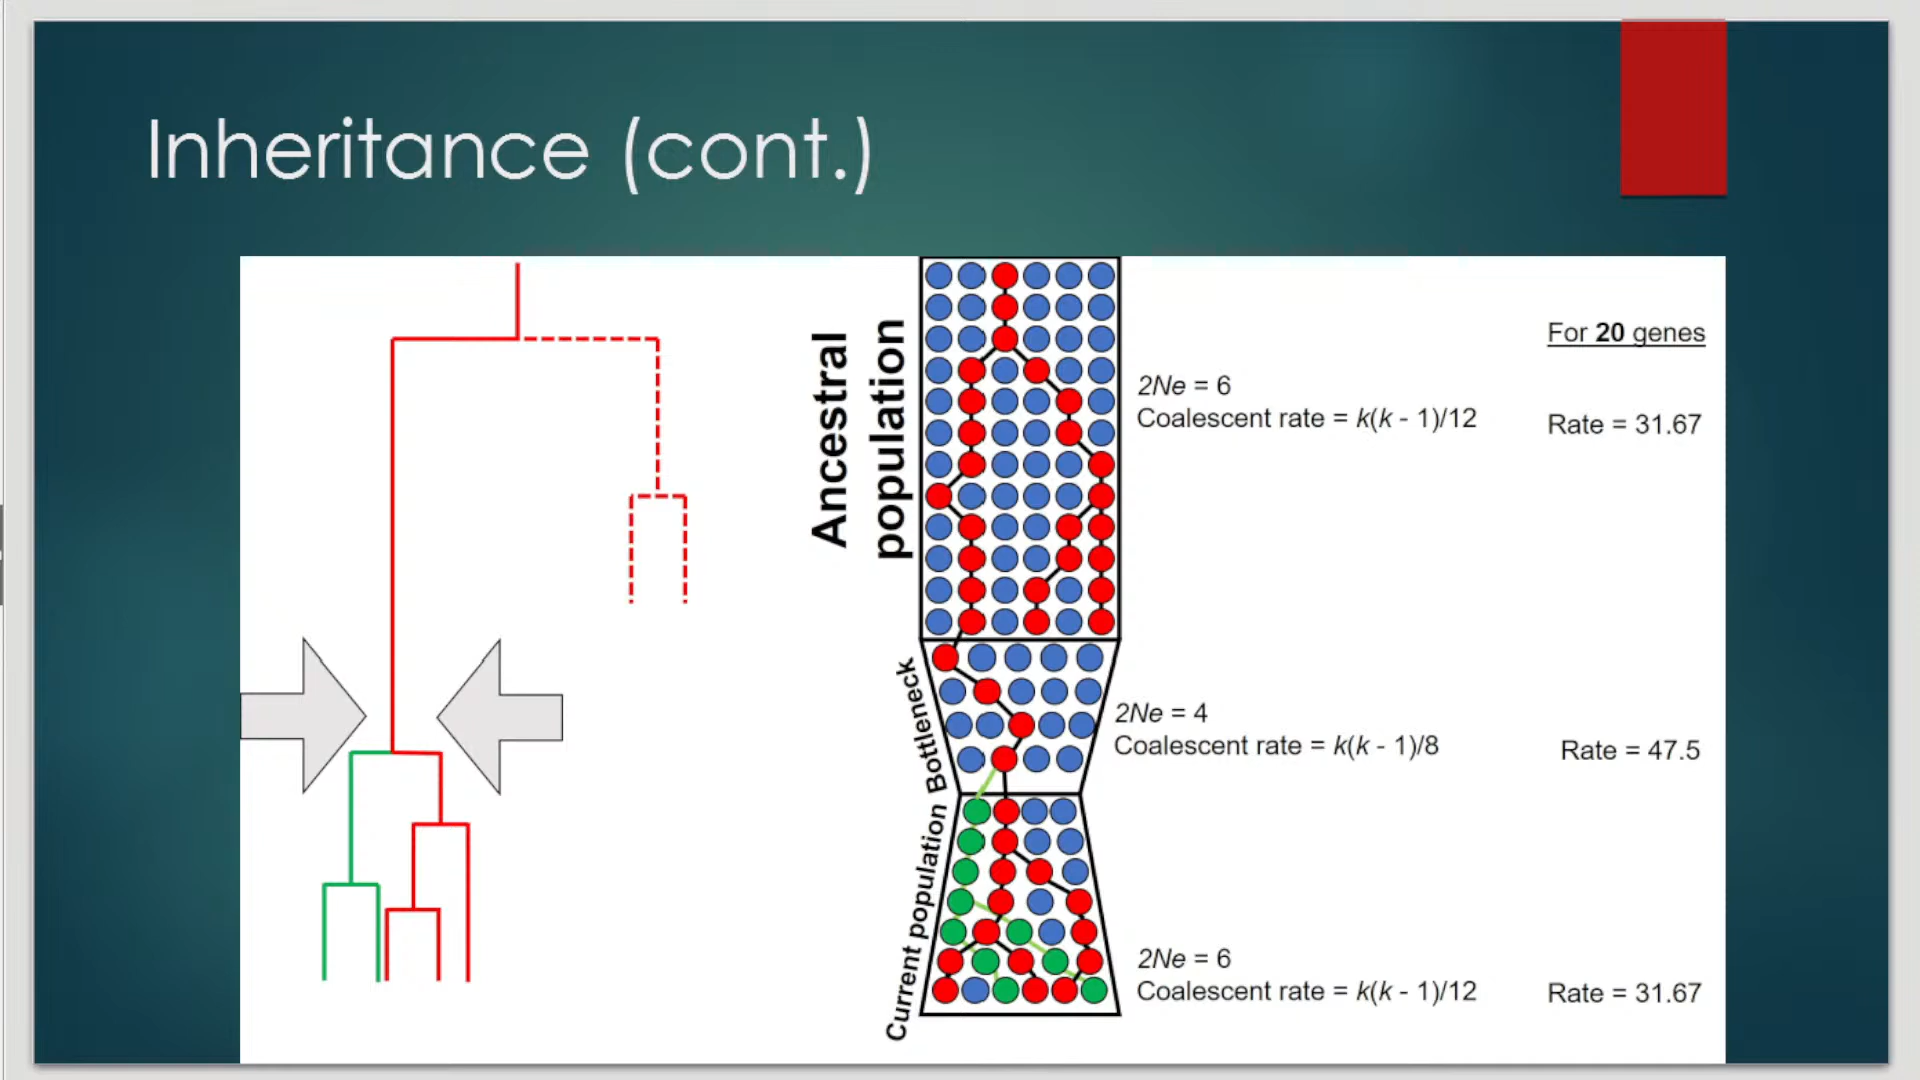 Inheritance (cont.)
Ancestral
population
For 20 genes
2Ne = 6
Coalescent rate = k(k - 1)/12
Rate = 31.67
Bottleneck
2Ne = 4
Coalescent rate = k(k - 1)/8
Rate = 47.5
Current population
2Ne = 6
Coalescent rate = k(k - 1)/12
Rate = 31.67